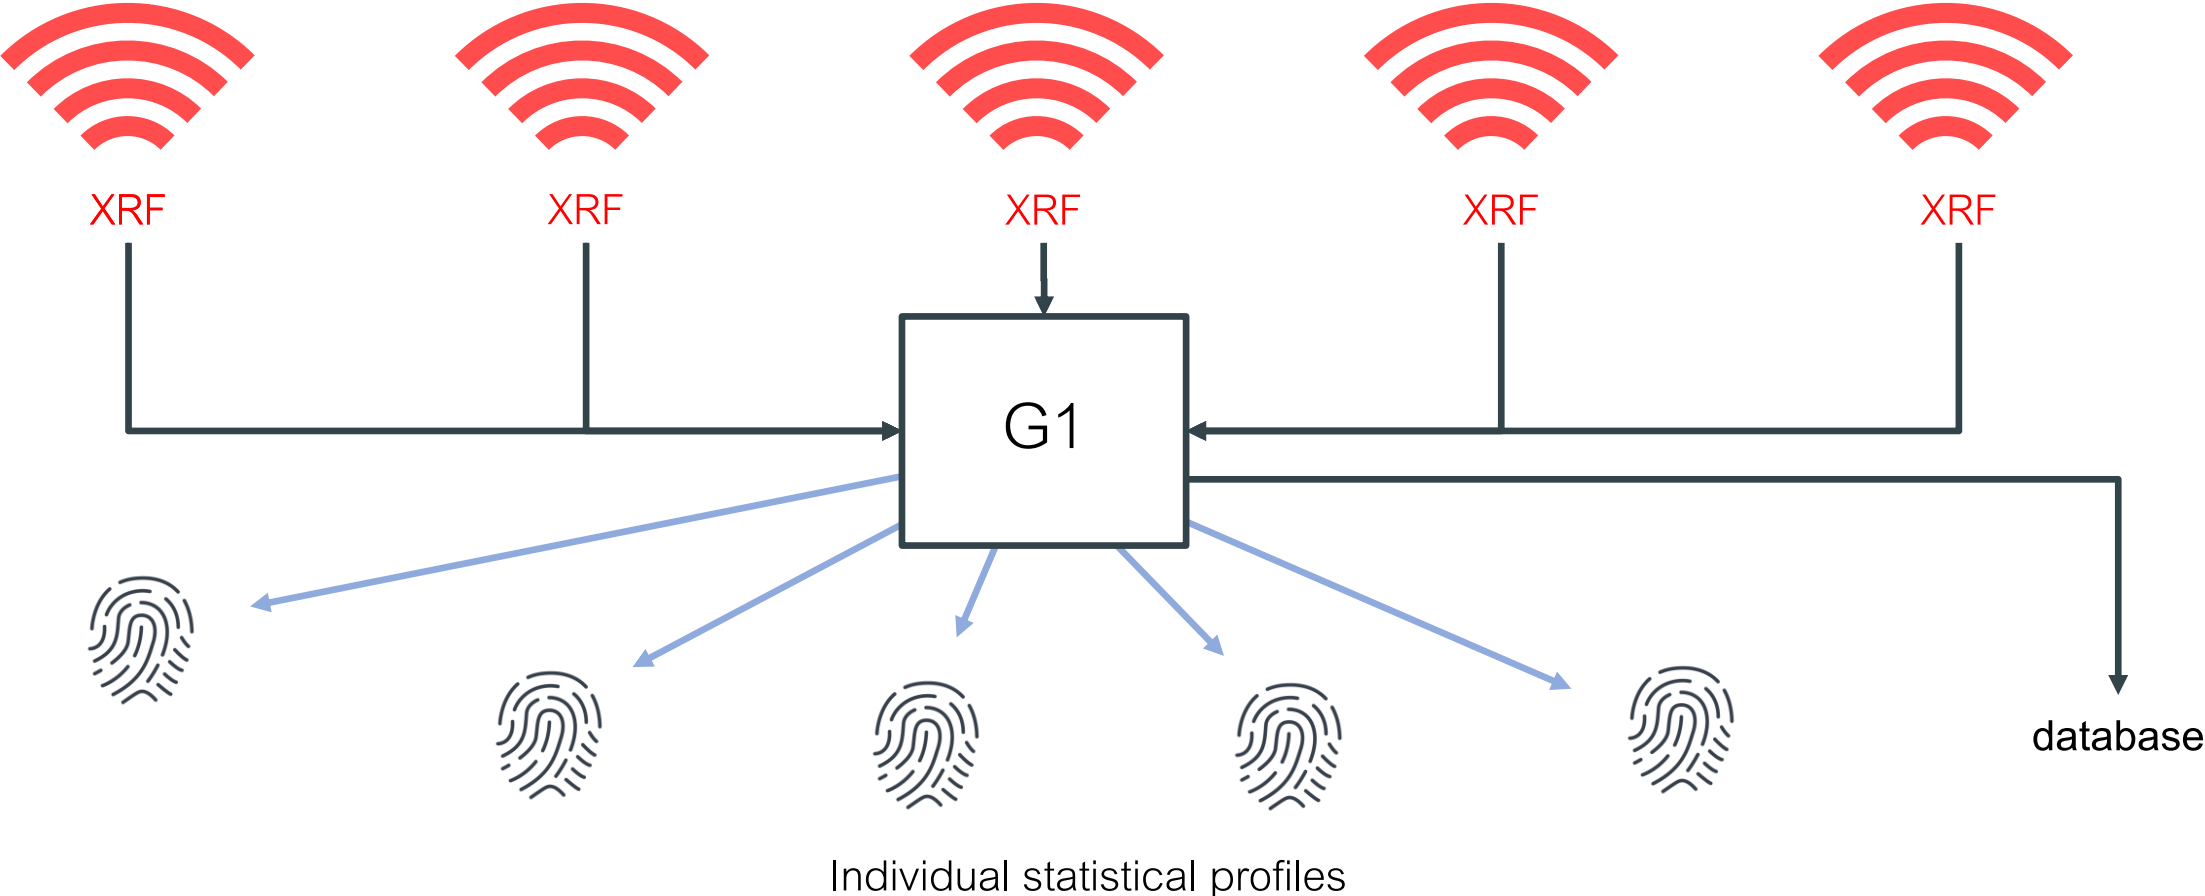 XRF
XRF
XRF
XRF
XRF
G1
database
Individual statistical profiles